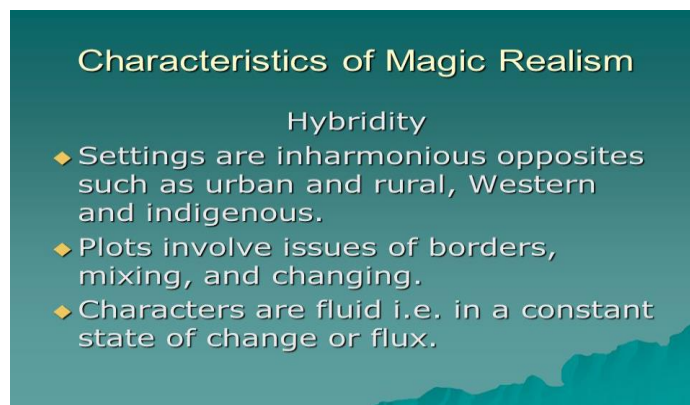 Characteristics of Magic Realism
Hybridity
Settings are inharmonious opposites
such as urban and rural, Western
and indigenous.
Plots involve issues of borders,
mixing, and changing.
Characters are fluid i.e. in a constant
state of change or flux.